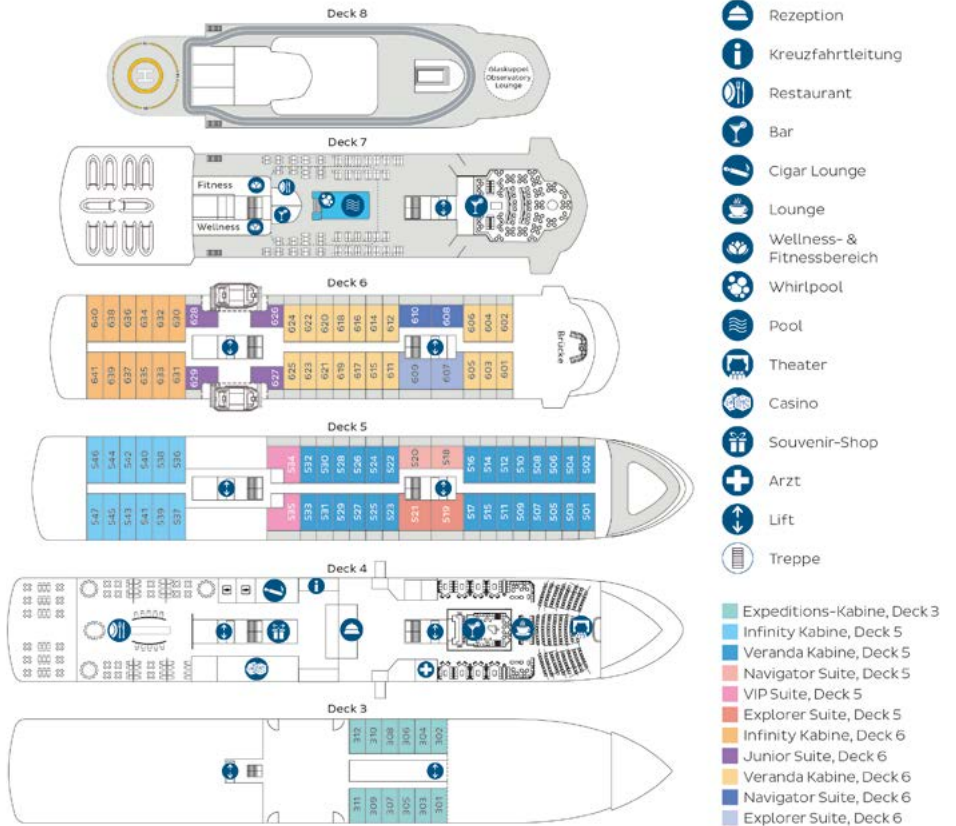 Deck 8
H
Glaskuppel
Observatory
Lounge
Deck 7
Fitness
Wellness
Deck 6
640 638 636 634 632 630 628 626 624 622 620 618 616 614 612 610 608 606 604 602
Brücke
641 639 637 635 633 631 629 627 625 623 621 619 617 615 611 609 607 605 603 601
Deck 5
546 544 542 540 538 536 534 532 530 528 526 524 522 520 518 516 514 512 510 508 506 504 502
547 545 543 541 539 537 535 533 531 529 527 525 523 521 519 517 515 511 509 507 505 503 501
Deck 4
Deck 3
312 310 308 306 304 302
311 309 307 305 303 301
Rezeption
Kreuzfahrtleitung
Restaurant
Bar
Cigar Lounge
Lounge
Wellness- &
Fitnessbereich
Whirlpool
Pool
Theater
Casino
Souvenir-Shop
Arzt
Lift
Treppe
Expeditions-Kabine, Deck 3
Infinity Kabine, Deck 5
Veranda Kabine, Deck 5
Navigator Suite, Deck 5
VIP Suite, Deck 5
Explorer Suite, Deck 5
Infinity Kabine, Deck 6
Junior Suite, Deck 6
Veranda Kabine, Deck 6
Navigator Suite, Deck 6
Explorer Suite, Deck 6